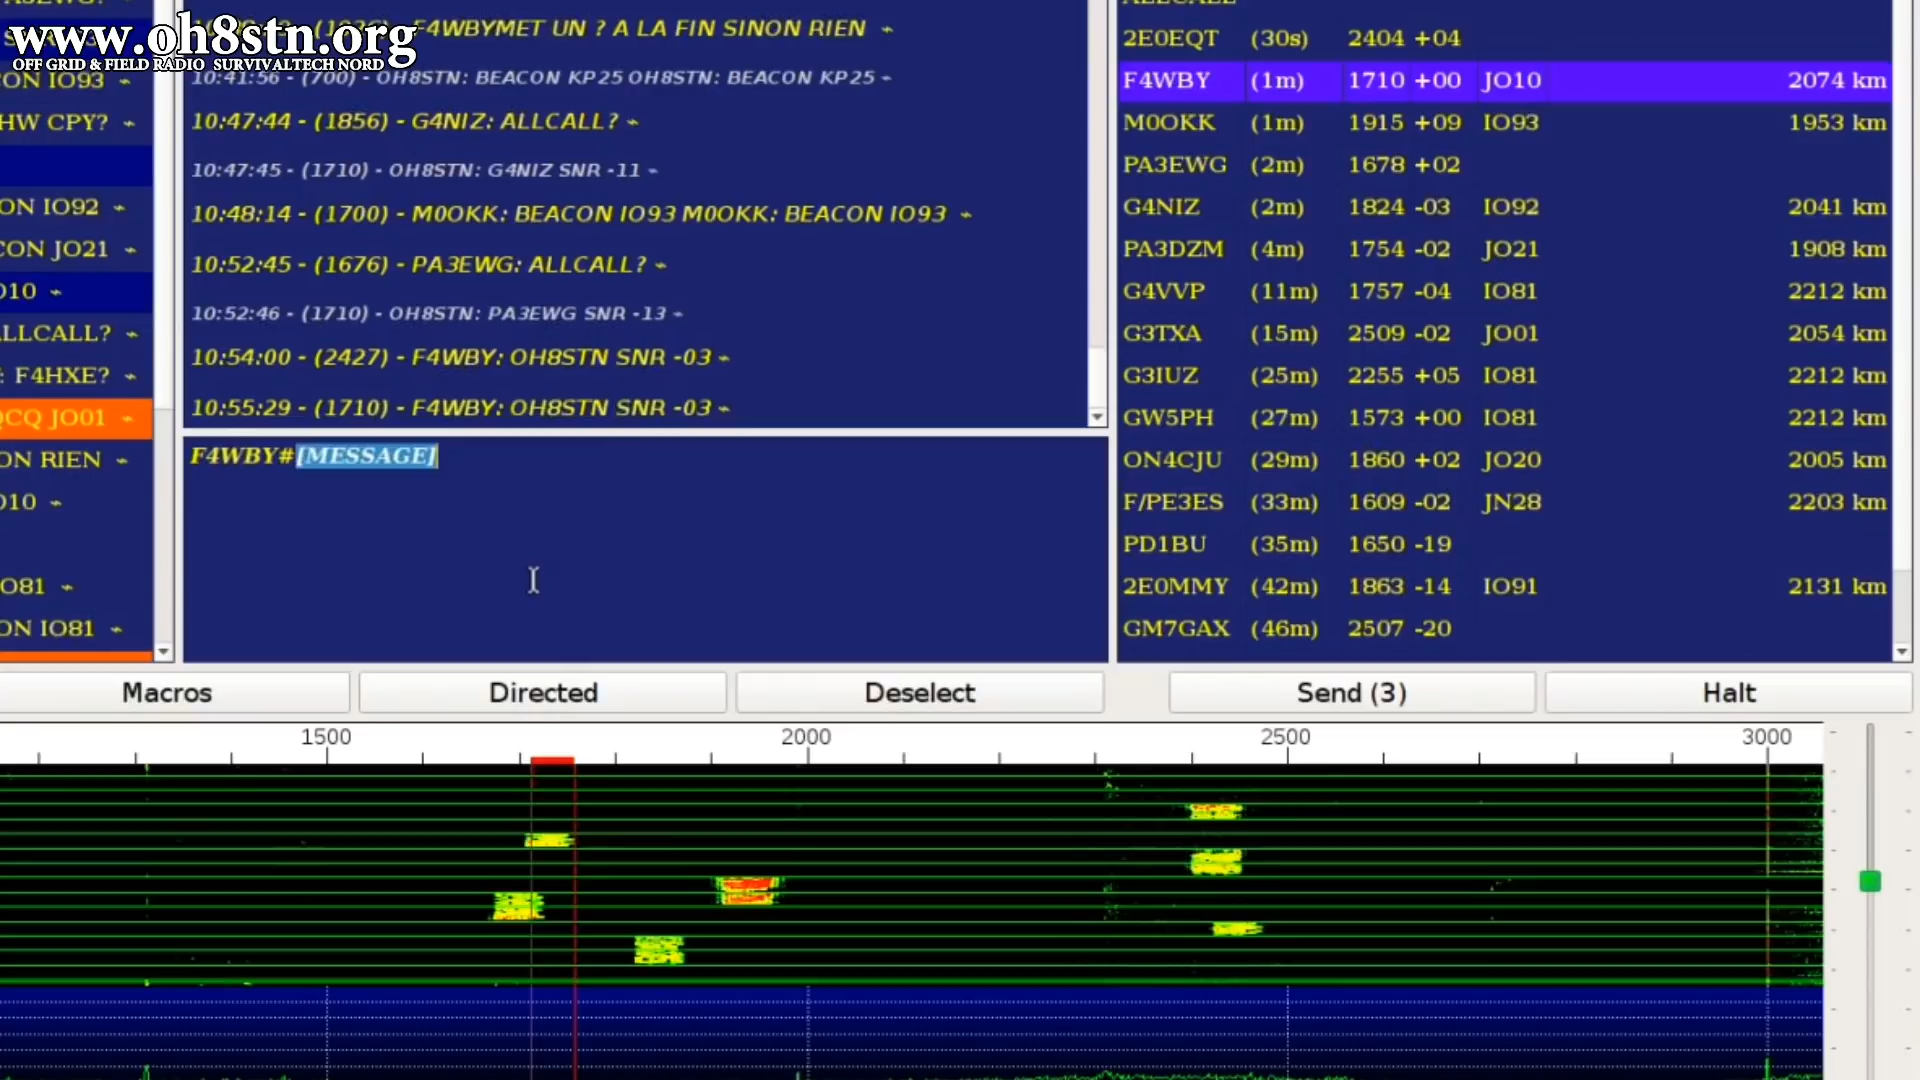 www.oh8stn.org
OFF GRID & FIELD RADIO SURVIVALTECH NORD
CON IO93 ⌁
HW CPY? ⌁
ON IO92 ⌁
CON JO21 ⌁
O10 ⌁
ALLCALL? ⌁
: F4HXE? ⌁
QCQ JO01 ⌁
ON RIEN ⌁
O10 ⌁
O81 ⌁
ON IO81 ⌁
F4WBYMET UN ? A LA FIN SINON RIEN ⌁
10:41:56 - (700) - OH8STN: BEACON KP25 OH8STN: BEACON KP25 ⌁
10:47:44 - (1856) - G4NIZ: ALLCALL? ⌁
10:47:45 - (1710) - OH8STN: G4NIZ SNR -11 ⌁
10:48:14 - (1700) - M0OKK: BEACON IO93 M0OKK: BEACON IO93 ⌁
10:52:45 - (1676) - PA3EWG: ALLCALL? ⌁
10:52:46 - (1710) - OH8STN: PA3EWG SNR -13 ⌁
10:54:00 - (2427) - F4WBY: OH8STN SNR -03 ⌁
10:55:29 - (1710) - F4WBY: OH8STN SNR -03 ⌁
F4WBY#[MESSAGE]
ALLCALL
2E0EQT (30s) 2404 +04
F4WBY (1m) 1710 +00 JO10 2074 km
M0OKK (1m) 1915 +09 IO93 1953 km
PA3EWG (2m) 1678 +02
G4NIZ (2m) 1824 -03 IO92 2041 km
PA3DZM (4m) 1754 -02 JO21 1908 km
G4VVP (11m) 1757 -04 IO81 2212 km
G3TXA (15m) 2509 -02 JO01 2054 km
G3IUZ (25m) 2255 +05 IO81 2212 km
GW5PH (27m) 1573 +00 IO81 2212 km
ON4CJU (29m) 1860 +02 JO20 2005 km
F/PE3ES (33m) 1609 -02 JN28 2203 km
PD1BU (35m) 1650 -19
2E0MMY (42m) 1863 -14 IO91 2131 km
GM7GAX (46m) 2507 -20
Macros Directed Deselect Send (3) Halt
1500 2000 2500 3000